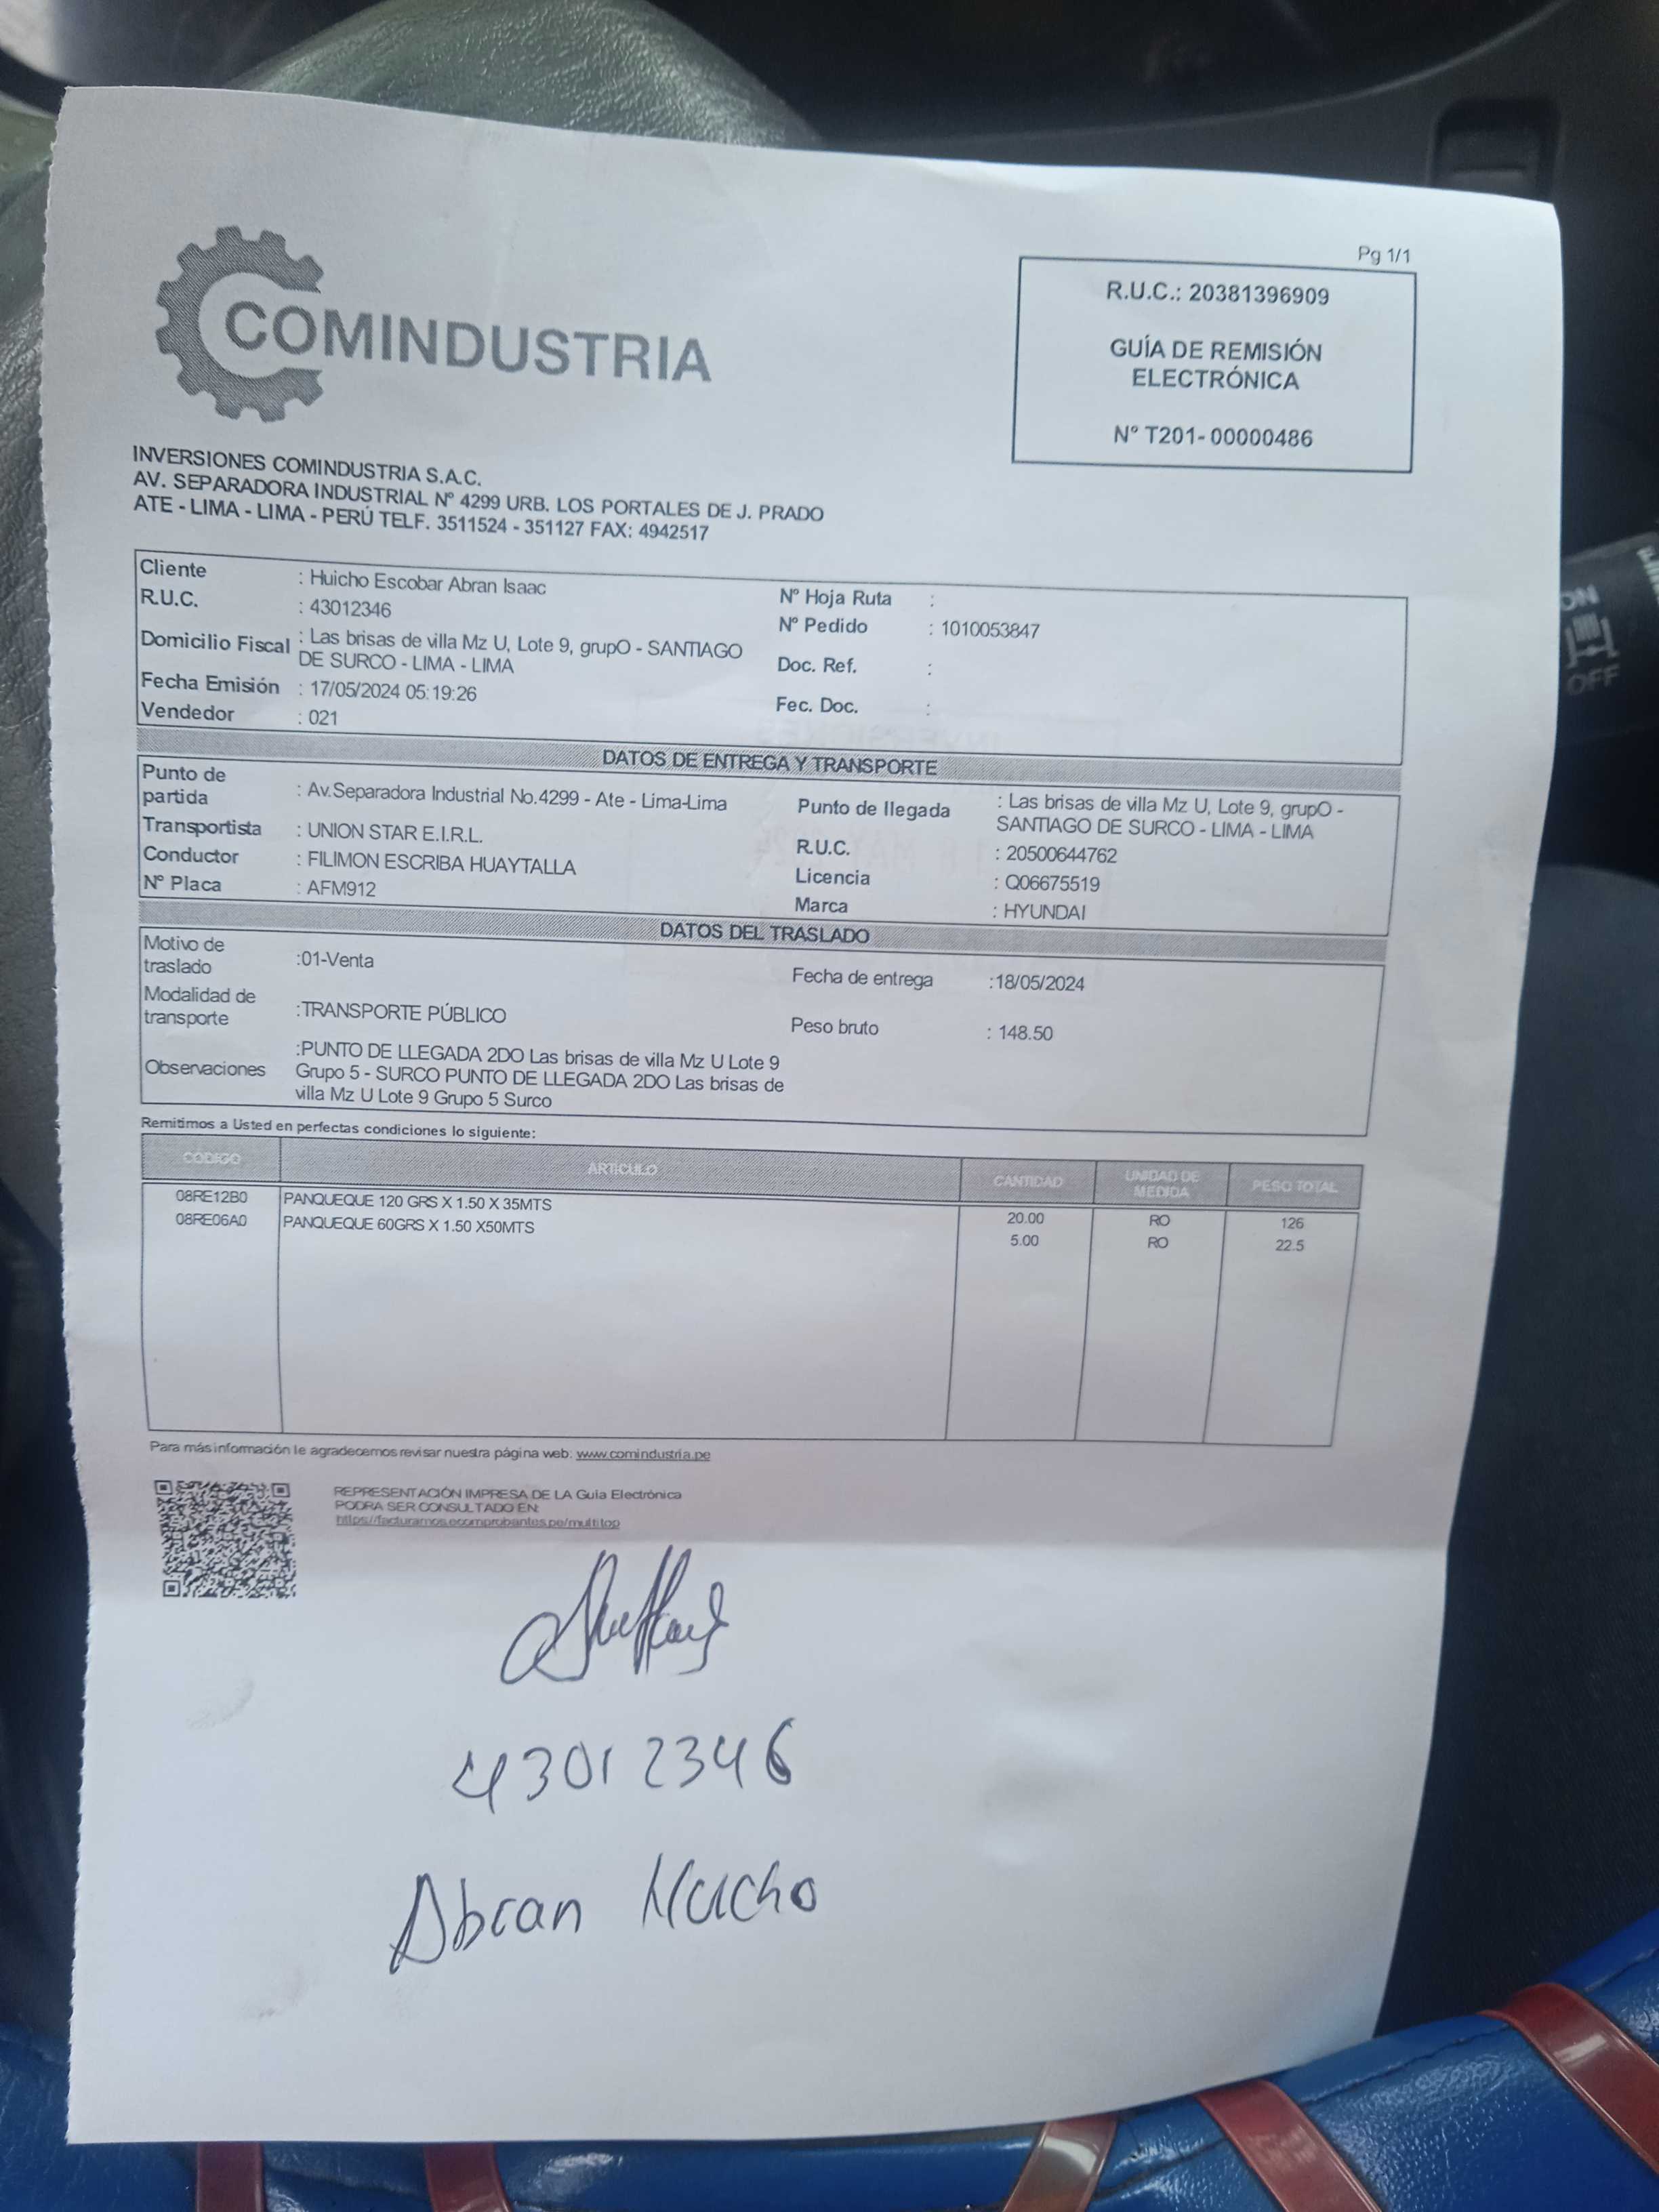 Pg 1/1
COMINDUSTRIA
R.U.C.: 20381396909
GUÍA DE REMISIÓN
ELECTRÓNICA
Nº T201- 00000486
INVERSIONES COMINDUSTRIA S.A.C.
AV. SEPARADORA INDUSTRIAL Nº 4299 URB. LOS PORTALES DE J. PRADO
ATE - LIMA - LIMA - PERÚ TELF. 3511524 - 351127 FAX: 4942517
Cliente : Huicho Escobar Abran Isaac
R.U.C. : 43012346
Domicilio Fiscal : Las brisas de villa Mz U, Lote 9, grupO - SANTIAGO
DE SURCO - LIMA - LIMA
Fecha Emisión : 17/05/2024 05:19:26
Vendedor : 021
Nº Hoja Ruta :
Nº Pedido : 1010053847
Doc. Ref. :
Fec. Doc. :
DATOS DE ENTREGA Y TRANSPORTE
Punto de
partida : Av.Separadora Industrial No.4299 - Ate - Lima-Lima
Transportista : UNION STAR E.I.R.L.
Conductor : FILIMON ESCRIBA HUAYTALLA
Nº Placa : AFM912
Punto de llegada : Las brisas de villa Mz U, Lote 9, grupO -
SANTIAGO DE SURCO - LIMA - LIMA
R.U.C. : 20500644762
Licencia : Q06675519
Marca : HYUNDAI
DATOS DEL TRASLADO
Motivo de
traslado :01-Venta
Modalidad de
transporte :TRANSPORTE PÚBLICO
Fecha de entrega :18/05/2024
Peso bruto : 148.50
Observaciones :PUNTO DE LLEGADA 2DO Las brisas de villa Mz U Lote 9
Grupo 5 - SURCO PUNTO DE LLEGADA 2DO Las brisas de
villa Mz U Lote 9 Grupo 5 Surco
Remitimos a Usted en perfectas condiciones lo siguiente:
CODIGO ARTICULO CANTIDAD UNIDAD DE MEDIDA PESO TOTAL
08RE12B0 PANQUEQUE 120 GRS X 1.50 X 35MTS 20.00 RO 126
08RE06A0 PANQUEQUE 60GRS X 1.50 X50MTS 5.00 RO 22.5
Para más información le agradecemos revisar nuestra página web: www.comindustria.pe
REPRESENTACIÓN IMPRESA DE LA Guia Electrónica
PODRA SER CONSULTADO EN:
https://facturamos.ecomprobantes.pe/multitop
43012346
Abran Huicho
ON
OFF